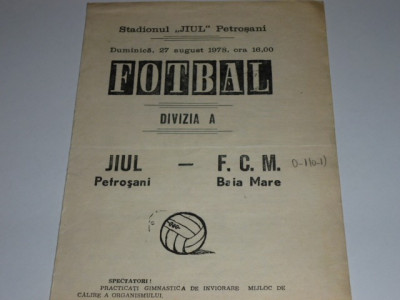 Stadionul „JIUL" Petroşani
Duminică, 27 august 1978, ora 18,00
FOTBAL
DIVIZIA A
JIUL — F. C. M.
Petroşani Baia Mare
SPECTATORI !
PRACTICAŢI GIMNASTICA DE INVIORARE MIJLOC DE
CĂLIRE A ORGANISMULUI